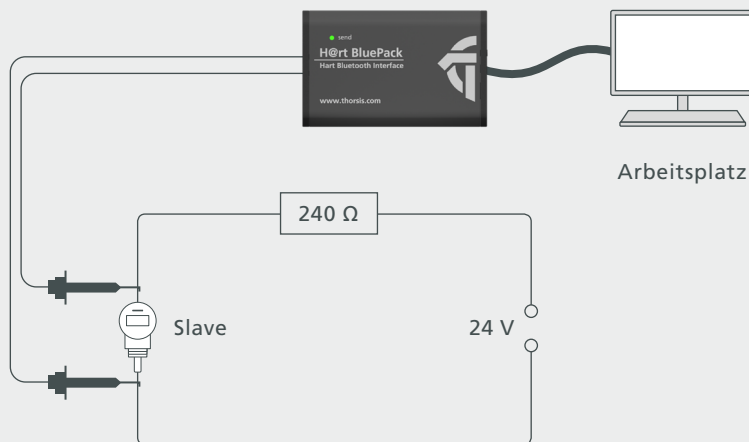 send
H@rt BluePack
Hart Bluetooth Interface
www.thorsis.com
Arbeitsplatz
240 Ω
Slave
24 V